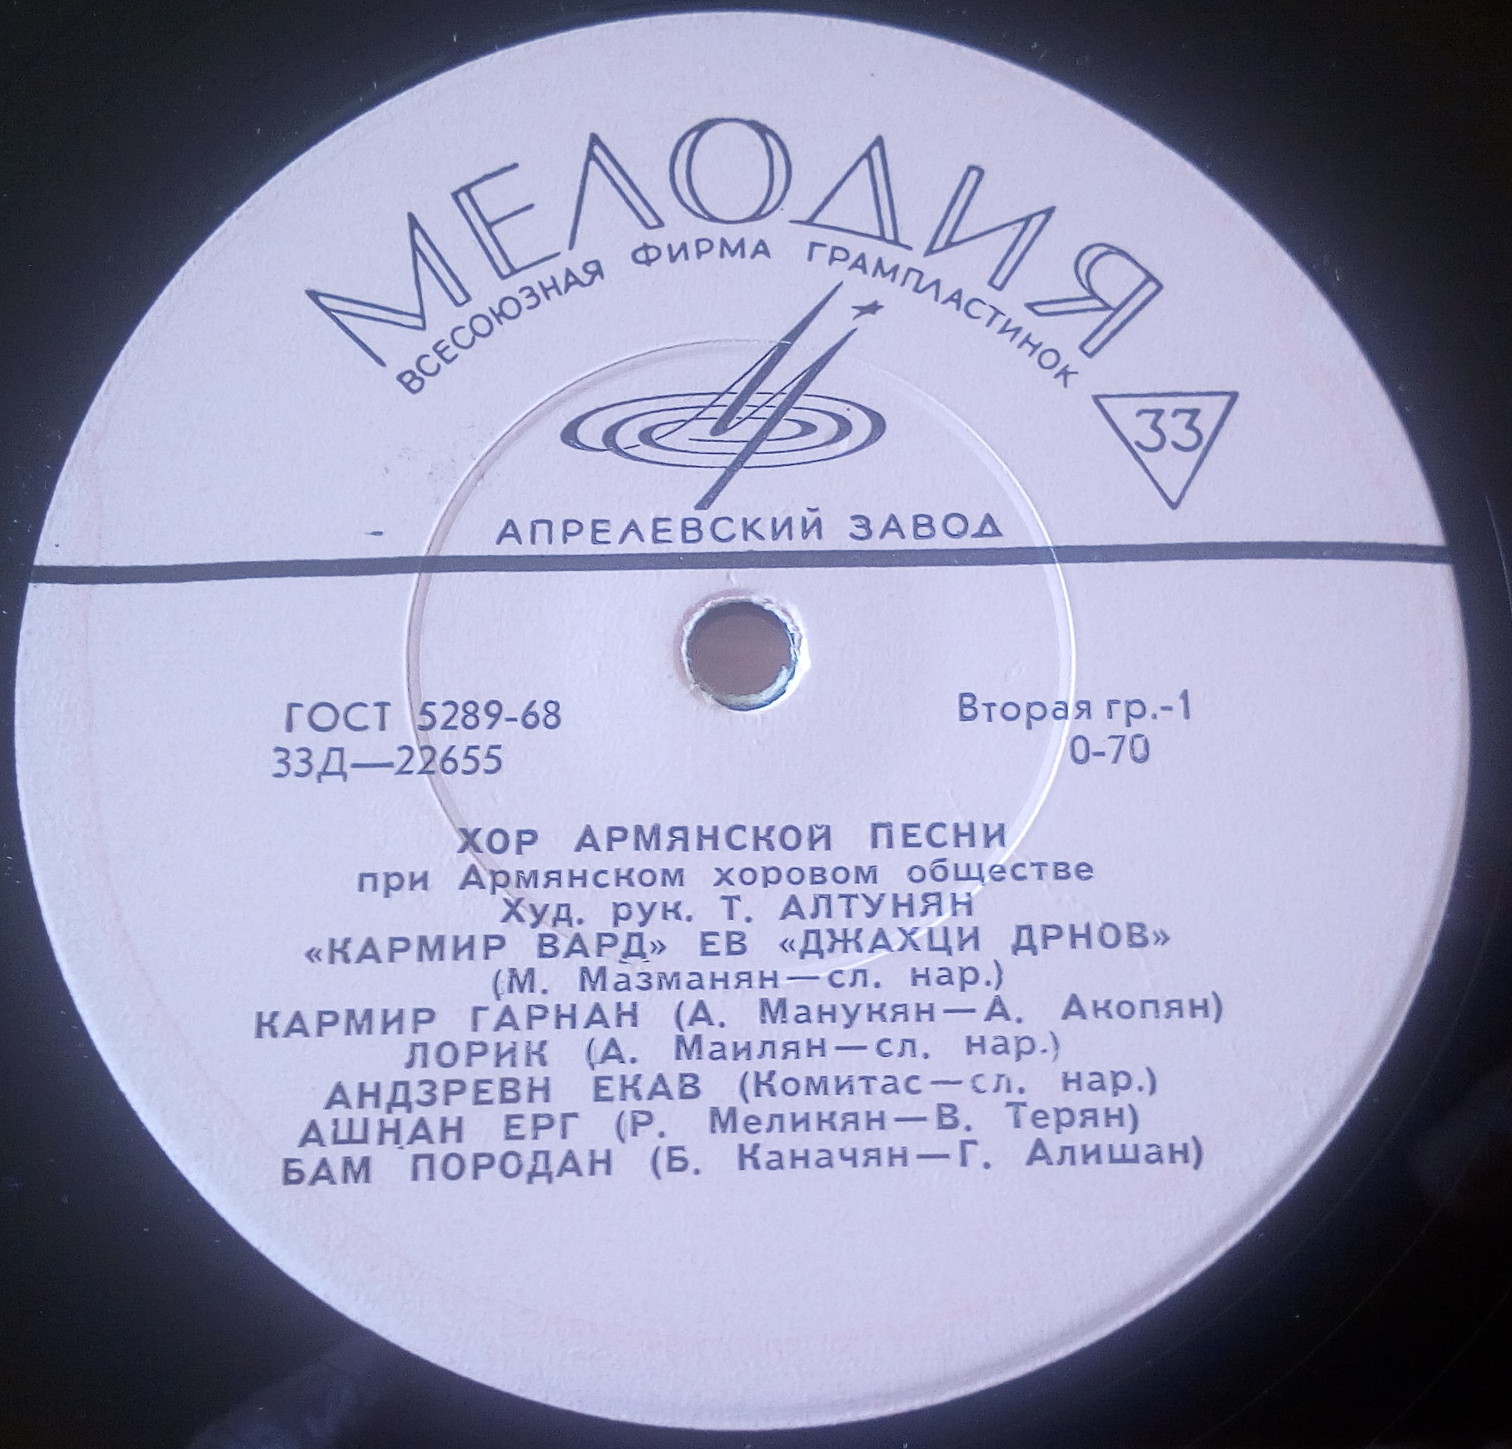 МЕЛОДИЯ
ВСЕСОЮЗНАЯ ФИРМА ГРАМПЛАСТИНОК
33
АПРЕЛЕВСКИЙ ЗАВОД
ГОСТ 5289-68
33Д—22655
Вторая гр.-1
0-70
ХОР АРМЯНСКОЙ ПЕСНИ
при Армянском хоровом обществе
Худ. рук. Т. АЛТУНЯН
«КАРМИР ВАРД» ЕВ «ДЖАХЦИ ДРНОВ»
(М. Мазманян—сл. нар.)
КАРМИР ГАРНАН (А. Манукян—А. Акопян)
ЛОРИК (А. Маилян—сл. нар.)
АНДЗРЕВН ЕКАВ (Комитас—сл. нар.)
АШНАН ЕРГ (Р. Меликян—В. Терян)
БАМ ПОРОДАН (Б. Каначян—Г. Алишан)